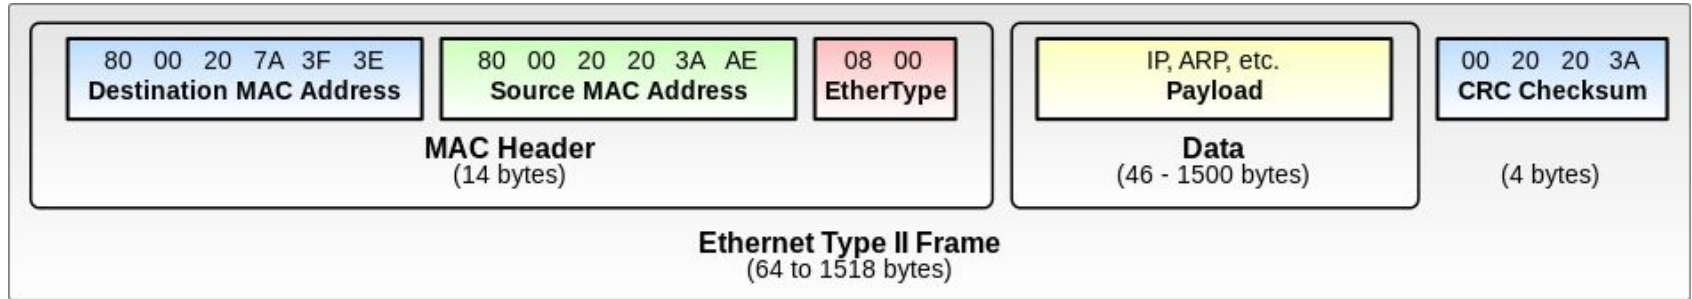 80 00 20 7A 3F 3E
Destination MAC Address
80 00 20 20 3A AE
Source MAC Address
08 00
EtherType
MAC Header
(14 bytes)
IP, ARP, etc.
Payload
Data
(46 - 1500 bytes)
00 20 20 3A
CRC Checksum
(4 bytes)
Ethernet Type II Frame
(64 to 1518 bytes)